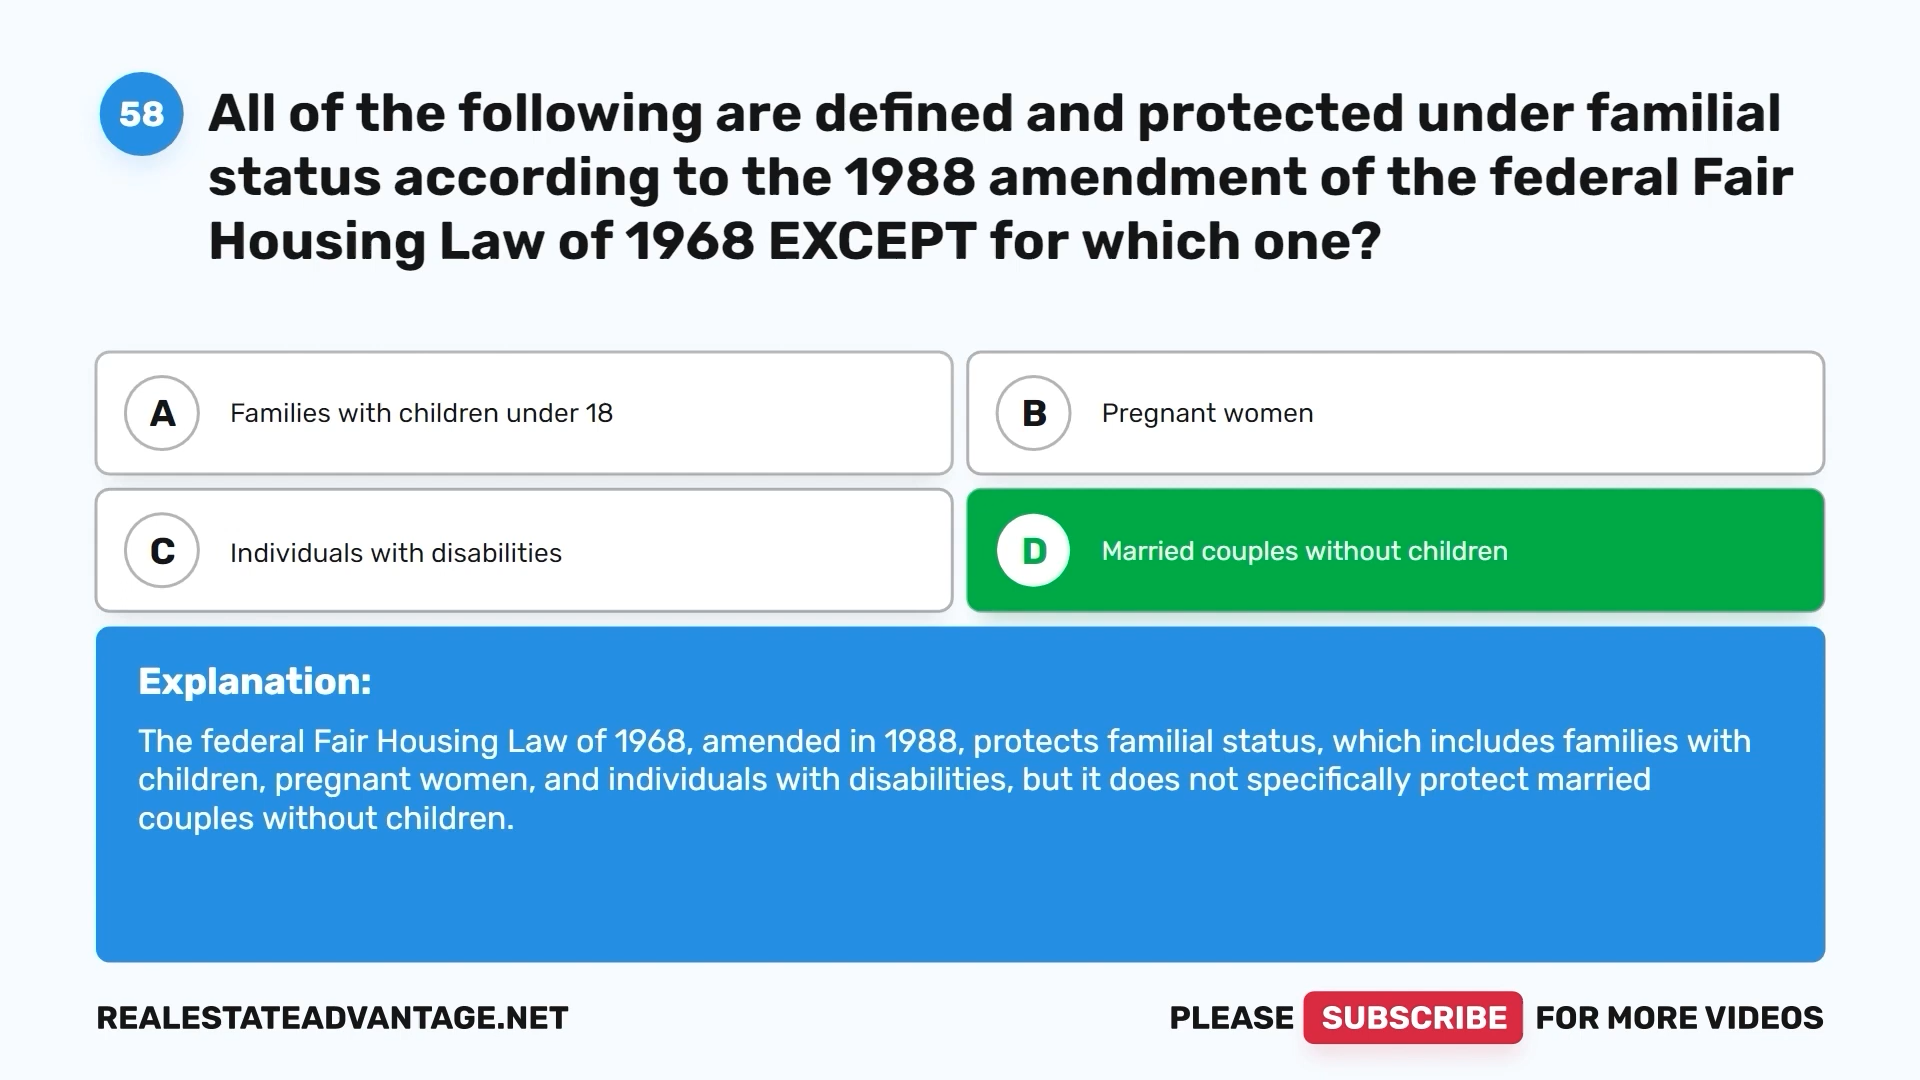 58
All of the following are defined and protected under familial
status according to the 1988 amendment of the federal Fair
Housing Law of 1968 EXCEPT for which one?
A Families with children under 18
B Pregnant women
C Individuals with disabilities
D Married couples without children
Explanation:
The federal Fair Housing Law of 1968, amended in 1988, protects familial status, which includes families with
children, pregnant women, and individuals with disabilities, but it does not specifically protect married
couples without children.
REALESTATEADVANTAGE.NET
PLEASE SUBSCRIBE FOR MORE VIDEOS